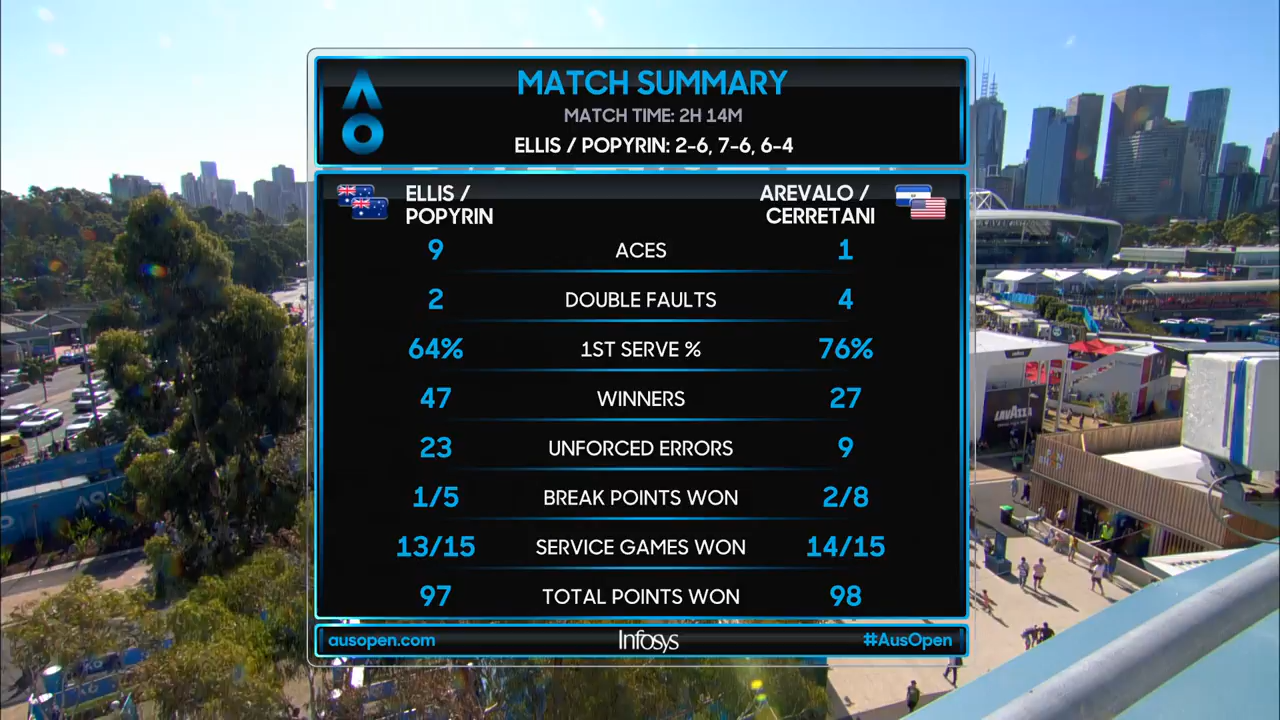 MATCH SUMMARY
MATCH TIME: 2H 14M
ELLIS / POPYRIN: 2-6, 7-6, 6-4
ELLIS / POPYRIN
AREVALO / CERRETANI
9 ACES 1
2 DOUBLE FAULTS 4
64% 1ST SERVE % 76%
47 WINNERS 27
23 UNFORCED ERRORS 9
1/5 BREAK POINTS WON 2/8
13/15 SERVICE GAMES WON 14/15
97 TOTAL POINTS WON 98
ausopen.com Infosys #AusOpen
LAVAZZA